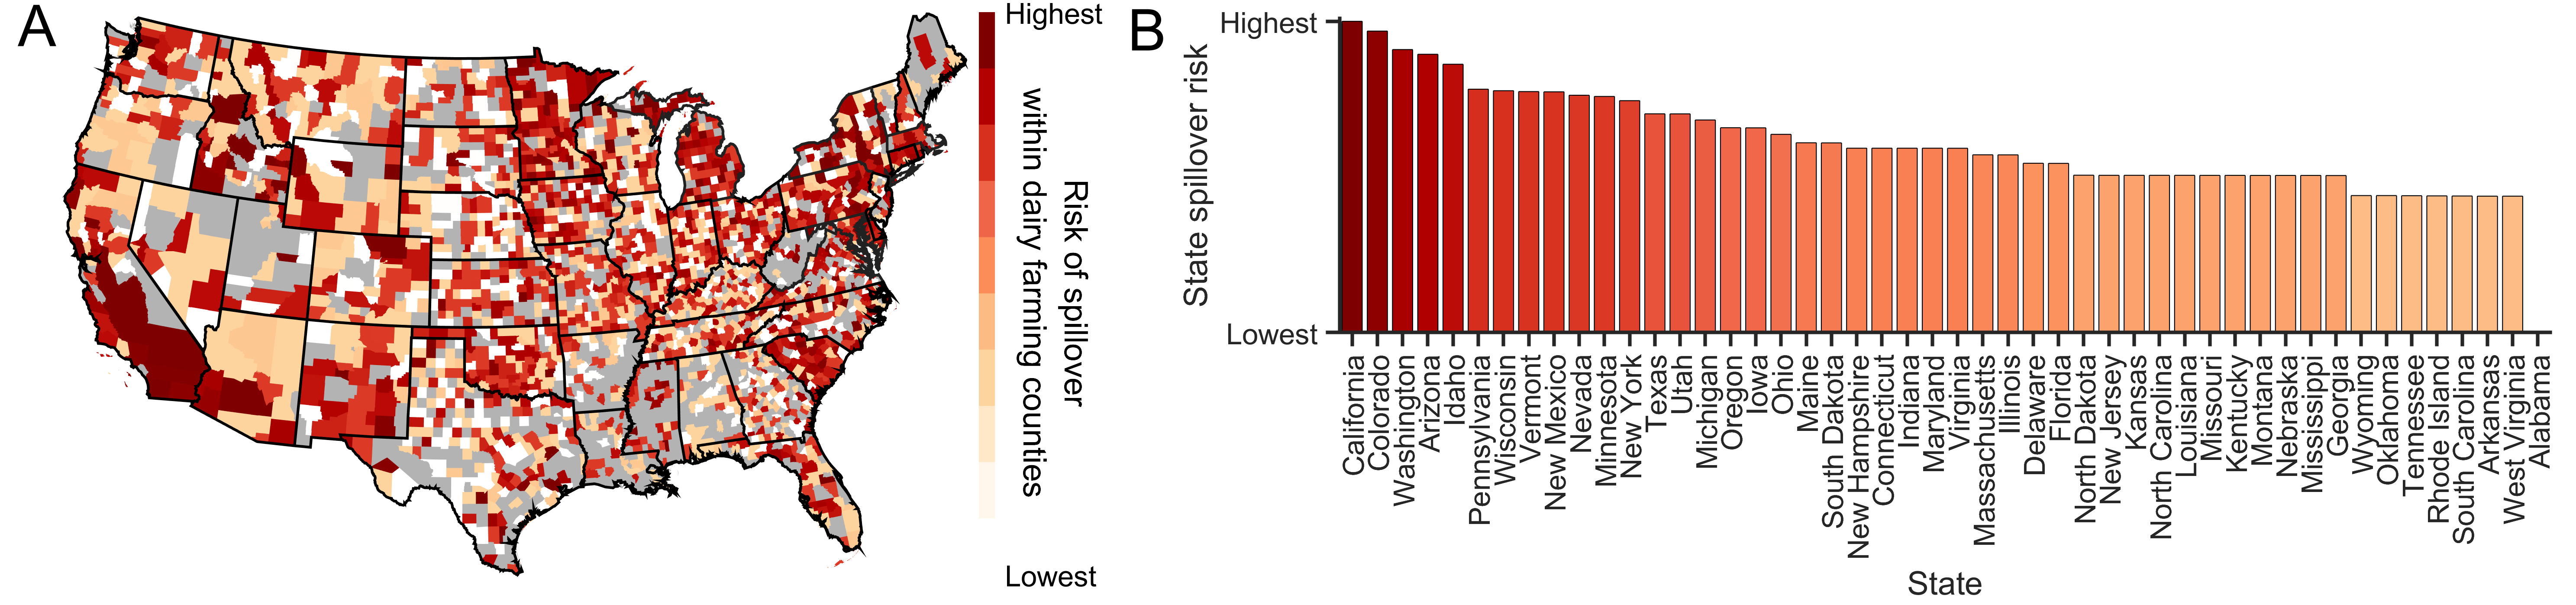 A
Highest
Risk of spillover
within dairy farming counties
Lowest
B
Highest
State spillover risk
Lowest
California
Colorado
Washington
Arizona
Idaho
Pennsylvania
Wisconsin
Vermont
New Mexico
Nevada
Minnesota
New York
Texas
Utah
Michigan
Oregon
Iowa
Ohio
Maine
South Dakota
New Hampshire
Connecticut
Indiana
Maryland
Virginia
Massachusetts
Illinois
Delaware
Florida
North Dakota
New Jersey
Kansas
North Carolina
Louisiana
Missouri
Kentucky
Montana
Nebraska
Mississippi
Georgia
Wyoming
Oklahoma
Tennessee
Rhode Island
South Carolina
Arkansas
West Virginia
Alabama
State